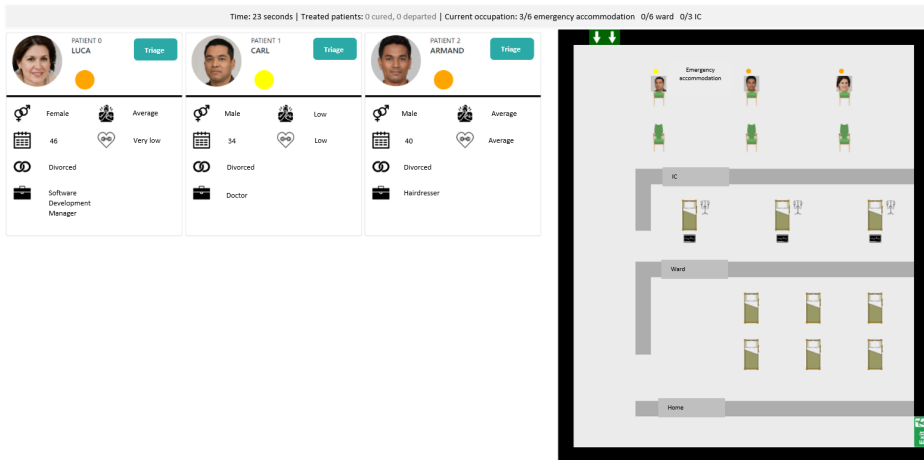 Time: 23 seconds | Treated patients: 0 cured, 0 departed | Current occupation: 3/6 emergency accommodation 0/6 ward 0/3 IC
PATIENT 0
LUCA
Triage
Female
Average
46
Very low
Divorced
Software
Development
Manager
PATIENT 1
CARL
Triage
Male
Low
34
Low
Divorced
Doctor
PATIENT 2
ARMAND
Triage
Male
Average
40
Average
Divorced
Hairdresser
Emergency
accommodation
IC
Ward
Home
Exit